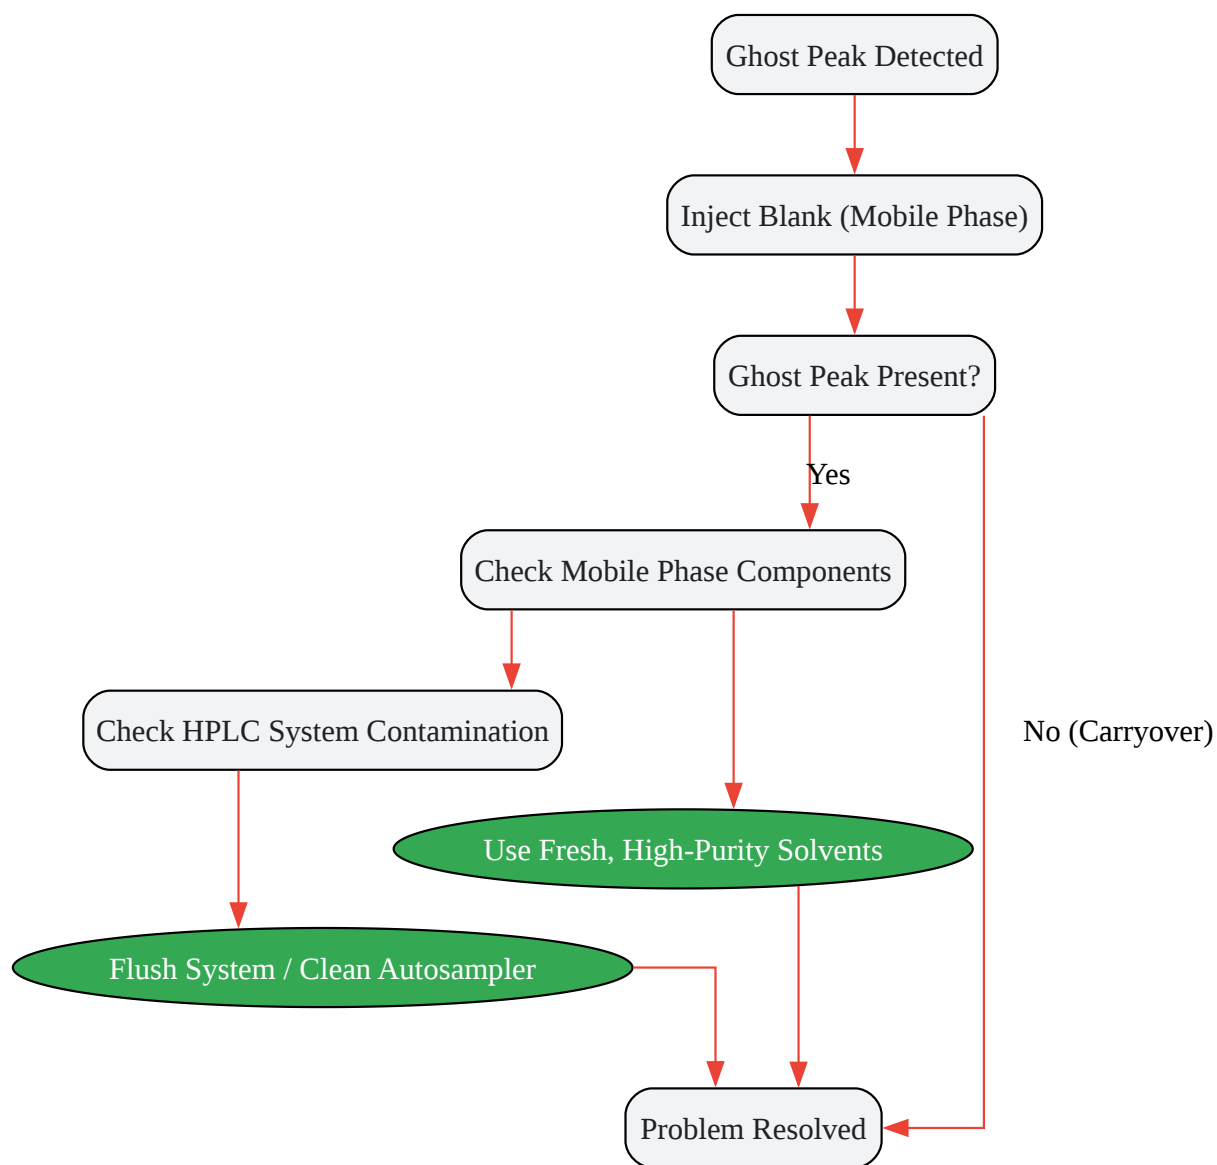 Ghost Peak Detected
Inject Blank (Mobile Phase)
Ghost Peak Present?
Yes
Check Mobile Phase Components
Check HPLC System Contamination
No (Carryover)
Use Fresh, High-Purity Solvents
Flush System / Clean Autosampler
Problem Resolved